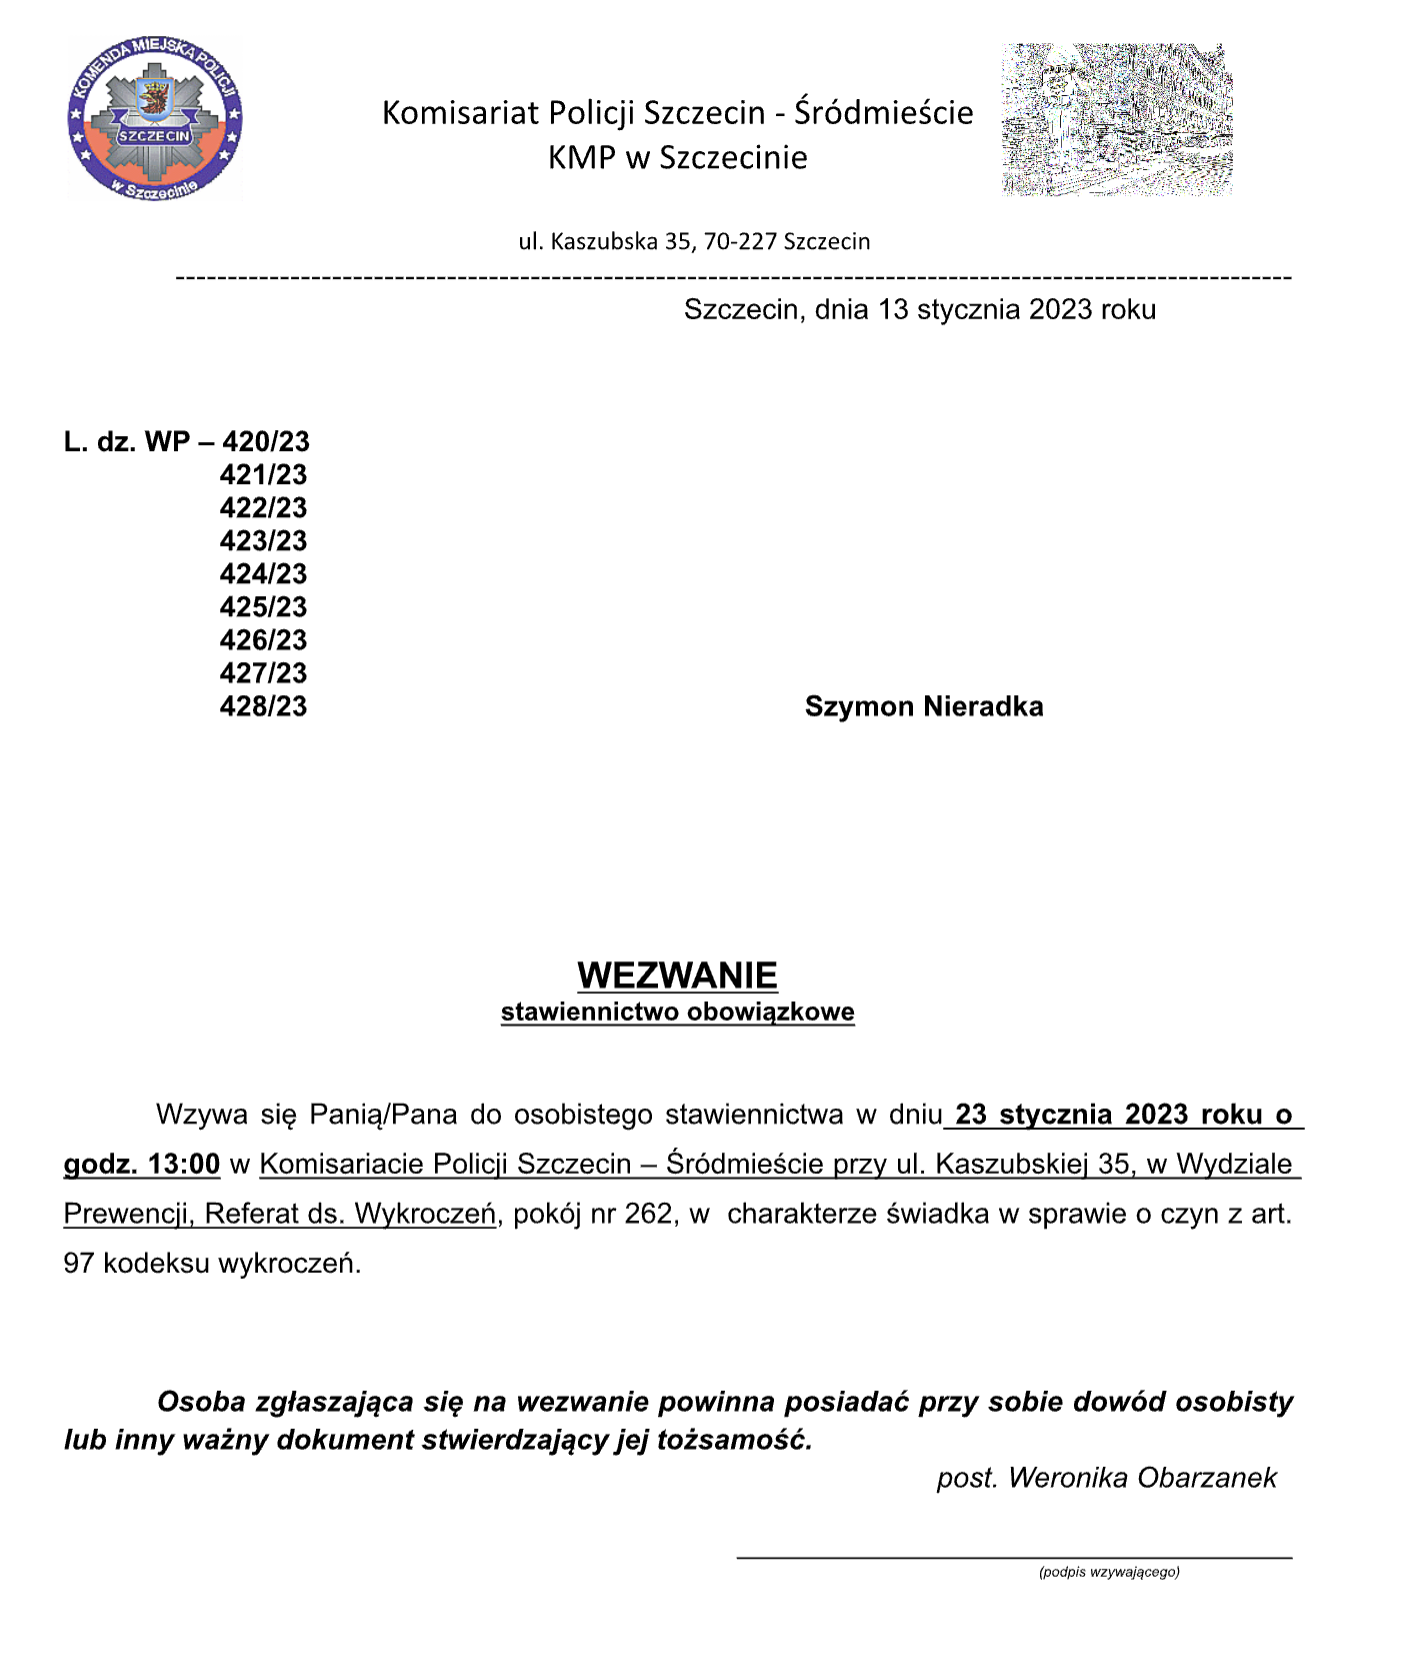 KOMENDA MIEJSKA POLICJI
SZCZECIN
w Szczecinie
Komisariat Policji Szczecin - Śródmieście
KMP w Szczecinie
ul. Kaszubska 35, 70-227 Szczecin
Szczecin, dnia 13 stycznia 2023 roku
L. dz. WP – 420/23
421/23
422/23
423/23
424/23
425/23
426/23
427/23
428/23 Szymon Nieradka
WEZWANIE
stawiennictwo obowiązkowe
Wzywa się Panią/Pana do osobistego stawiennictwa w dniu 23 stycznia 2023 roku o
godz. 13:00 w Komisariacie Policji Szczecin – Śródmieście przy ul. Kaszubskiej 35, w Wydziale
Prewencji, Referat ds. Wykroczeń, pokój nr 262, w charakterze świadka w sprawie o czyn z art.
97 kodeksu wykroczeń.
Osoba zgłaszająca się na wezwanie powinna posiadać przy sobie dowód osobisty
lub inny ważny dokument stwierdzający jej tożsamość.
post. Weronika Obarzanek
(podpis wzywającego)